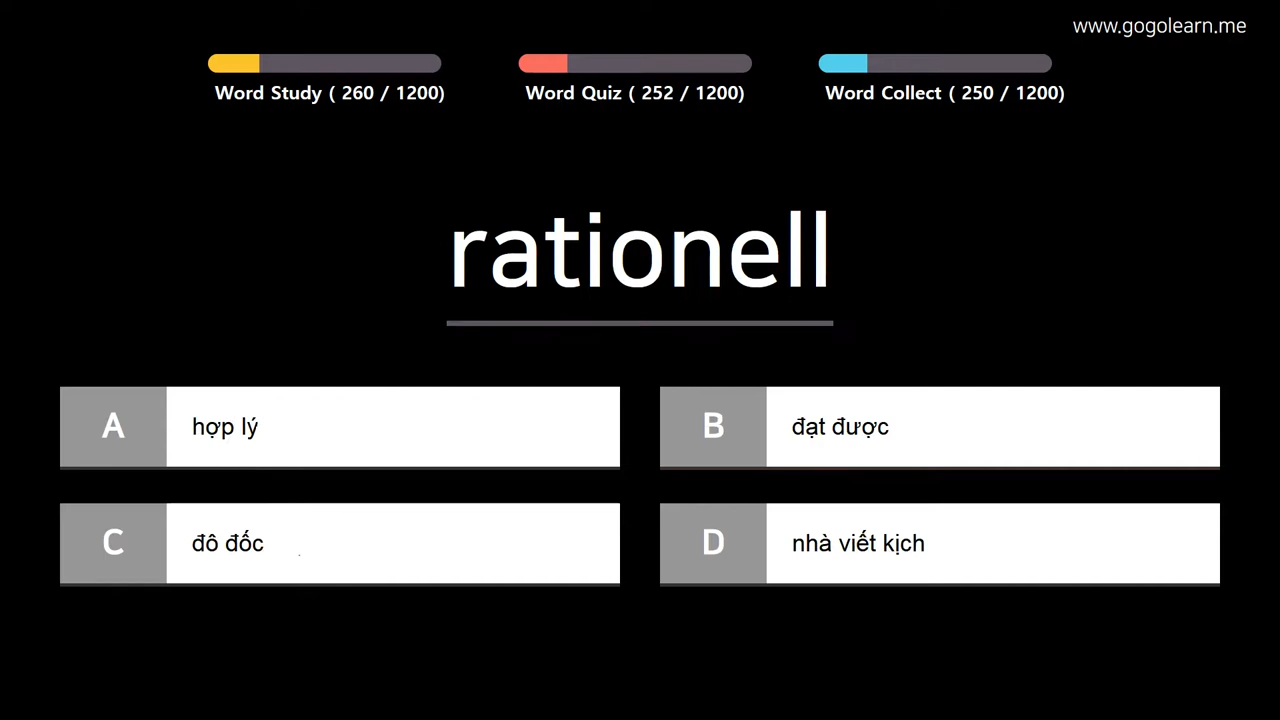 www.gogolearn.me
Word Study ( 260 / 1200)
Word Quiz ( 252 / 1200)
Word Collect ( 250 / 1200)
rationell
A hợp lý
B đạt được
C đô đốc
D nhà viết kịch